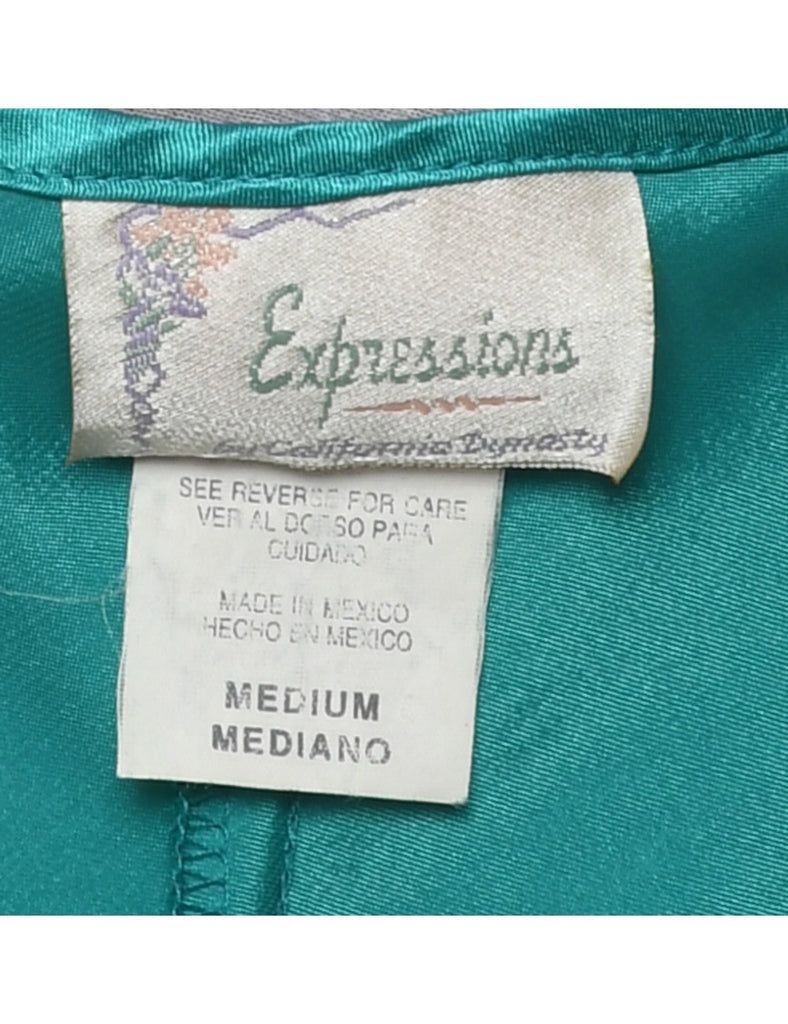 Expressions
by California Dynasty
SEE REVERSE FOR CARE
VER AL DORSO PARA
CUIDADO
MADE IN MEXICO
HECHO EN MEXICO
MEDIUM
MEDIANO